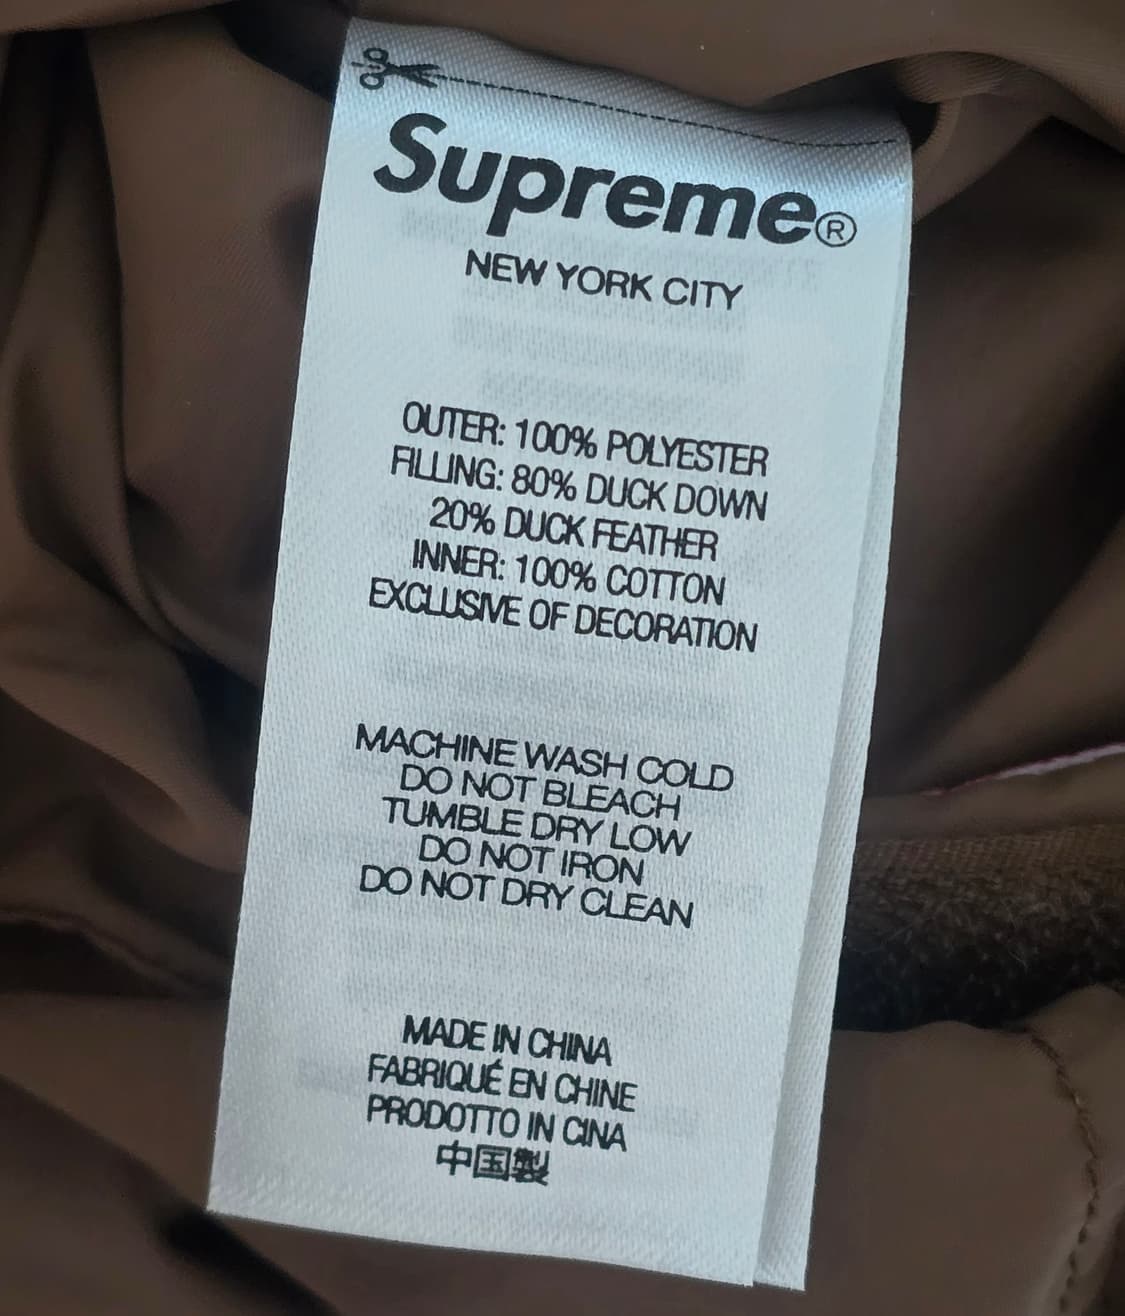 Supreme®
NEW YORK CITY
OUTER: 100% POLYESTER
FILLING: 80% DUCK DOWN
20% DUCK FEATHER
INNER: 100% COTTON
EXCLUSIVE OF DECORATION
MACHINE WASH COLD
DO NOT BLEACH
TUMBLE DRY LOW
DO NOT IRON
DO NOT DRY CLEAN
MADE IN CHINA
FABRIQUÉ EN CHINE
PRODOTTO IN CINA
中国製